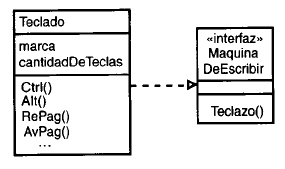 Teclado
marca
cantidadDeTeclas
Ctrl()
Alt()
RePag()
AvPag()
...
«interfaz»
Maquina
DeEscribir
Teclazo()